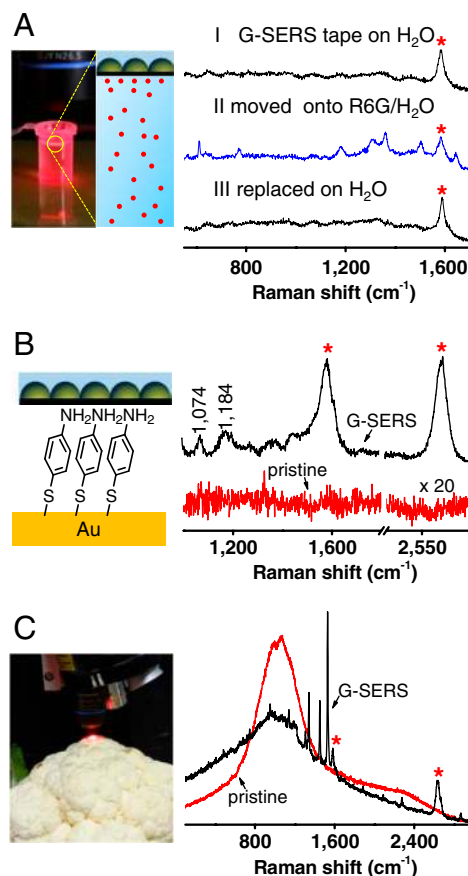 A
I G-SERS tape on H2O
*
II moved onto R6G/H2O
*
III replaced on H2O
*
800 1,200 1,600
Raman shift (cm-1)
B
NH2NH2NH2
S S S
Au
1,074
1,184
*
*
G-SERS
pristine
x 20
1,200 1,600 2,550
Raman shift (cm-1)
C
G-SERS
*
*
pristine
800 1,600 2,400
Raman shift (cm-1)